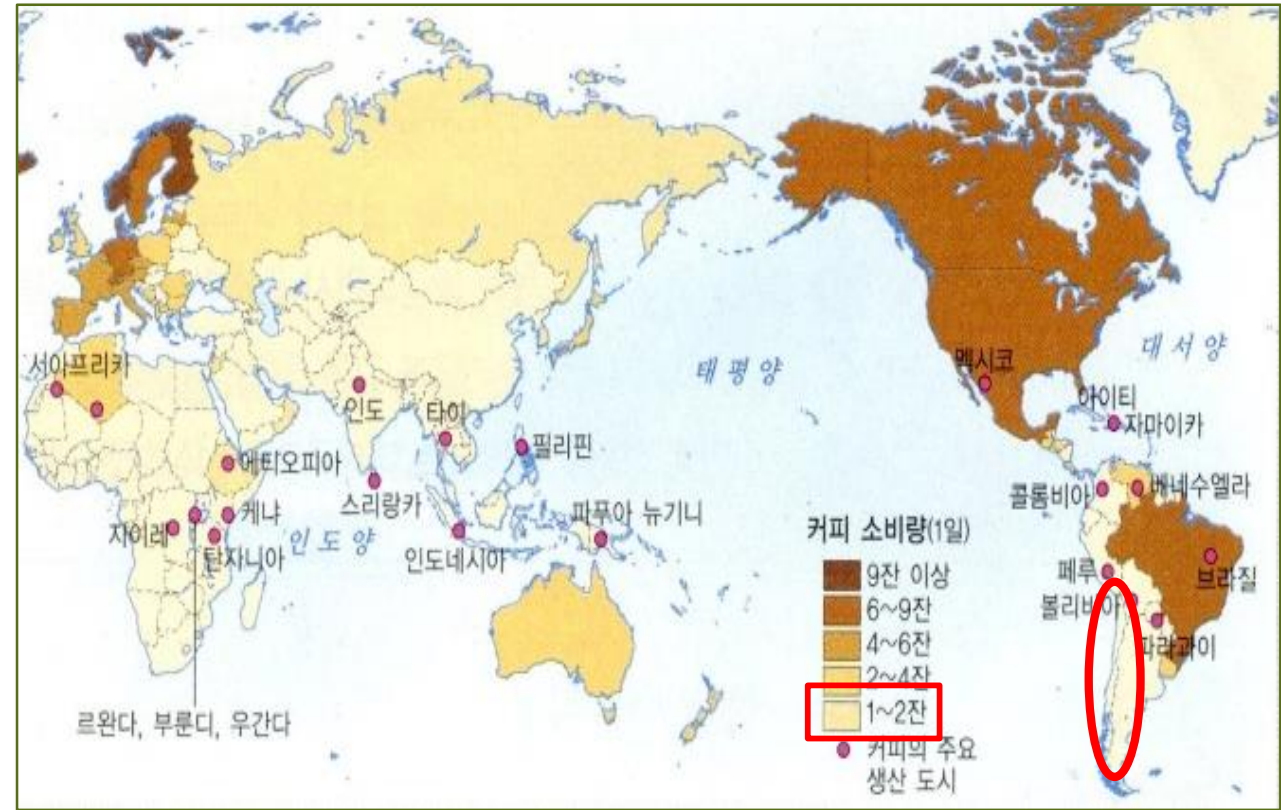 서아프리카
에티오피아
자이레
케냐
탄자니아
르완다, 부룬디, 우간다
인도양
인도
스리랑카
타이
필리핀
인도네시아
파푸아 뉴기니
태평양
대서양
멕시코
아이티
자마이카
콜롬비아
베네수엘라
페루
브라질
볼리비아
파라과이
커피 소비량(1일)
9잔 이상
6~9잔
4~6잔
2~4잔
1~2잔
커피의 주요
생산 도시